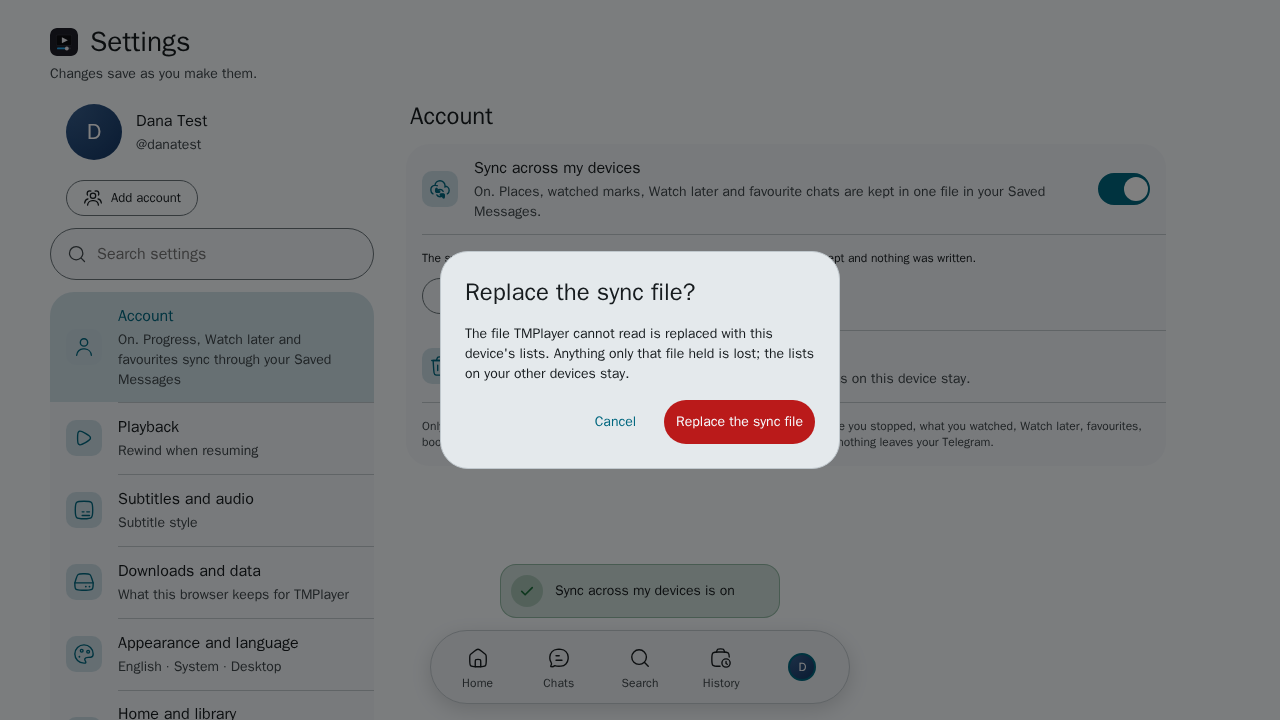 Settings
Changes save as you make them.
D
Dana Test
@danatest
Add account
Search settings
Account
On. Progress, Watch later and
favourites sync through your Saved
Messages
Playback
Rewind when resuming
Subtitles and audio
Subtitle style
Downloads and data
What this browser keeps for TMPlayer
Appearance and language
English · System · Desktop
Home and library
Account
Sync across my devices
On. Places, watched marks, Watch later and favourite chats are kept in one file in your Saved
Messages.
The
and nothing was written.
on this device stay.
you stopped, what you watched, Watch later, favourites,
nothing leaves your Telegram.
Replace the sync file?
The file TMPlayer cannot read is replaced with this
device's lists. Anything only that file held is lost; the lists
on your other devices stay.
Cancel
Replace the sync file
Sync across my devices is on
Home
Chats
Search
History
D